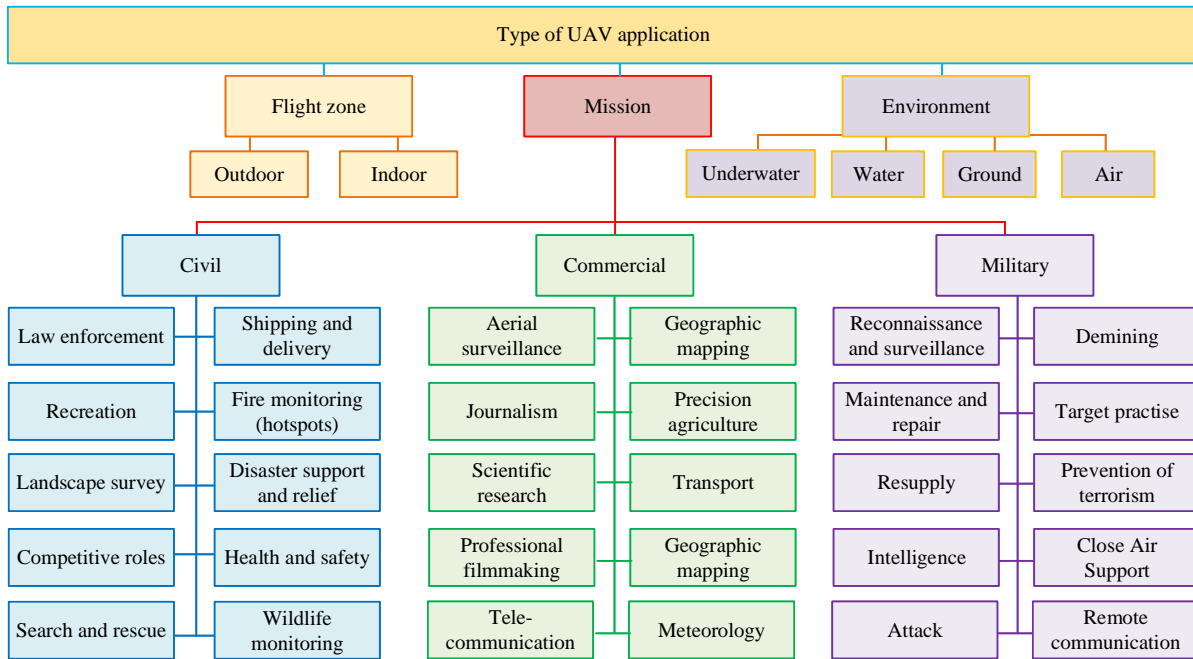 Type of UAV application
Flight zone
Mission
Environment
Outdoor
Indoor
Underwater
Water
Ground
Air
Civil
Commercial
Military
Law enforcement
Shipping and
delivery
Recreation
Fire monitoring
(hotspots)
Landscape survey
Disaster support
and relief
Competitive roles
Health and safety
Search and rescue
Wildlife
monitoring
Aerial
surveillance
Geographic
mapping
Journalism
Precision
agriculture
Scientific
research
Transport
Professional
filmmaking
Geographic
mapping
Tele-
communication
Meteorology
Reconnaissance
and surveillance
Demining
Maintenance and
repair
Target practise
Resupply
Prevention of
terrorism
Intelligence
Close Air
Support
Attack
Remote
communication